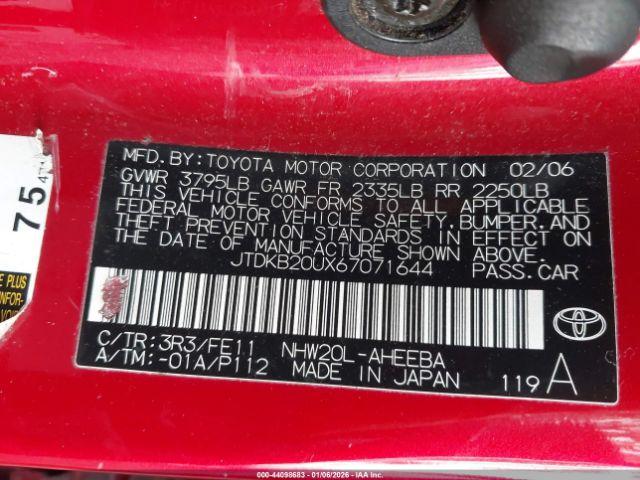 MFD. BY: TOYOTA MOTOR CORPORATION 02/06
GVWR 3795LB GAWR FR 2335LB RR 2250LB
THIS VEHICLE CONFORMS TO ALL APPLICABLE
FEDERAL MOTOR VEHICLE SAFETY, BUMPER, AND
THEFT PREVENTION STANDARDS IN EFFECT ON
THE DATE OF MANUFACTURE SHOWN ABOVE.
JTDKB20UX67071644 PASS. CAR
C/TR: 3R3/FE11 NHW20L-AHEEBA
A/TM: -01A/P112 MADE IN JAPAN 119 A
75
E PLUS
000-44098683 - 01/06/2026 - IAA Inc.